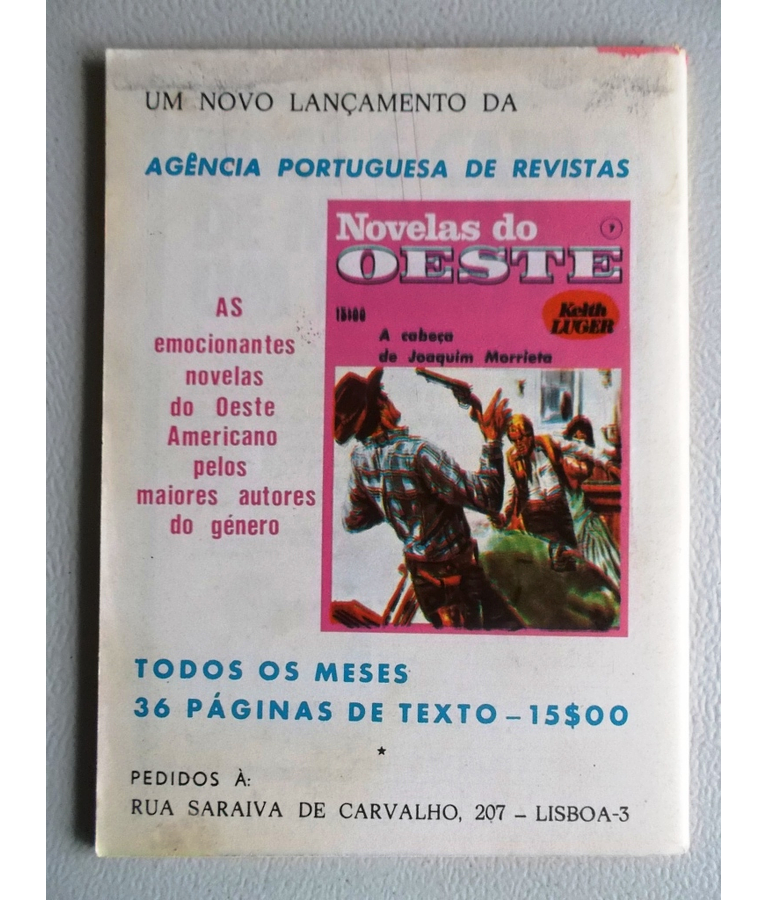 UM NOVO LANÇAMENTO DA
AGÊNCIA PORTUGUESA DE REVISTAS
Novelas do
OESTE
15$00
Keith
LUGER
A cabeça
de Joaquim Morrieta
AS
emocionantes
novelas
do Oeste
Americano
pelos
maiores autores
do género
TODOS OS MESES
36 PÁGINAS DE TEXTO – 15$00
PEDIDOS À:
RUA SARAIVA DE CARVALHO, 207 – LISBOA-3